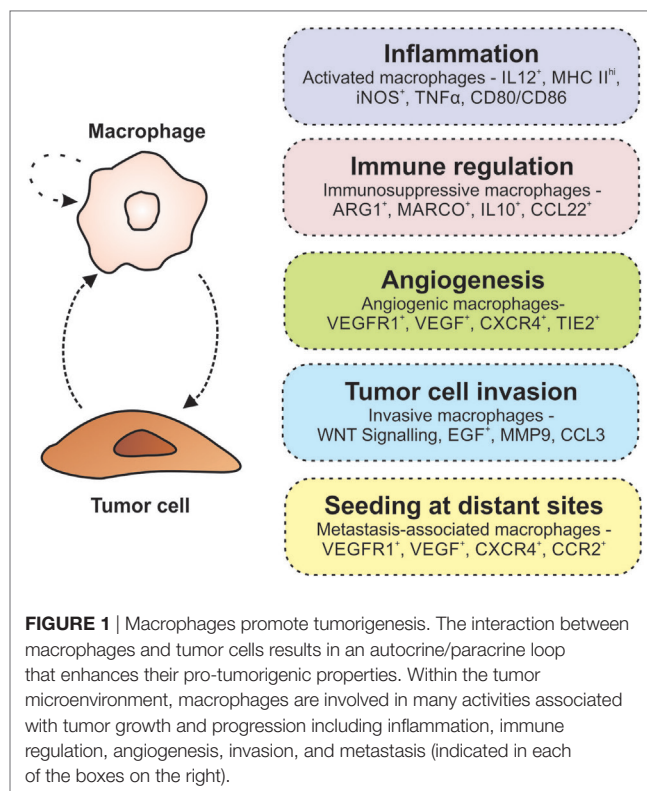 Macrophage
Tumor cell
Inflammation
Activated macrophages - IL12⁺, MHC IIʰⁱ,
iNOS⁺, TNFα, CD80/CD86
Immune regulation
Immunosuppressive macrophages -
ARG1⁺, MARCO⁺, IL10⁺, CCL22⁺
Angiogenesis
Angiogenic macrophages-
VEGFR1⁺, VEGF⁺, CXCR4⁺, TIE2⁺
Tumor cell invasion
Invasive macrophages -
WNT Signalling, EGF⁺, MMP9, CCL3
Seeding at distant sites
Metastasis-associated macrophages -
VEGFR1⁺, VEGF⁺, CXCR4⁺, CCR2⁺
FIGURE 1 | Macrophages promote tumorigenesis. The interaction between
macrophages and tumor cells results in an autocrine/paracrine loop
that enhances their pro-tumorigenic properties. Within the tumor
microenvironment, macrophages are involved in many activities associated
with tumor growth and progression including inflammation, immune
regulation, angiogenesis, invasion, and metastasis (indicated in each
of the boxes on the right).